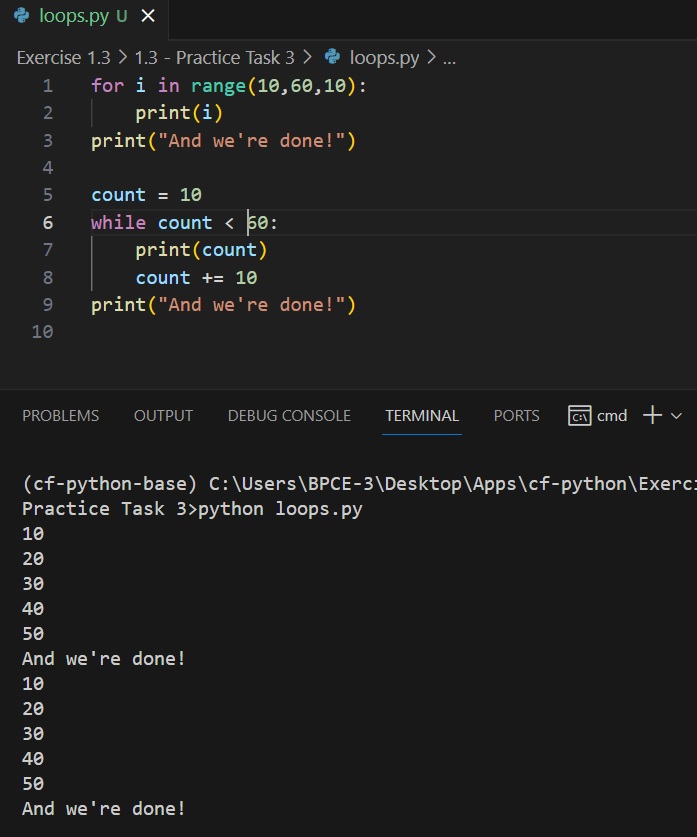 loops.py U
Exercise 1.3 > 1.3 - Practice Task 3 > loops.py > ...
1 for i in range(10,60,10):
2     print(i)
3 print("And we're done!")
4
5 count = 10
6 while count < 60:
7     print(count)
8     count += 10
9 print("And we're done!")
10
PROBLEMS OUTPUT DEBUG CONSOLE TERMINAL PORTS cmd
(cf-python-base) C:\Users\BPCE-3\Desktop\Apps\cf-python\Exerc
Practice Task 3>python loops.py
10
20
30
40
50
And we're done!
10
20
30
40
50
And we're done!